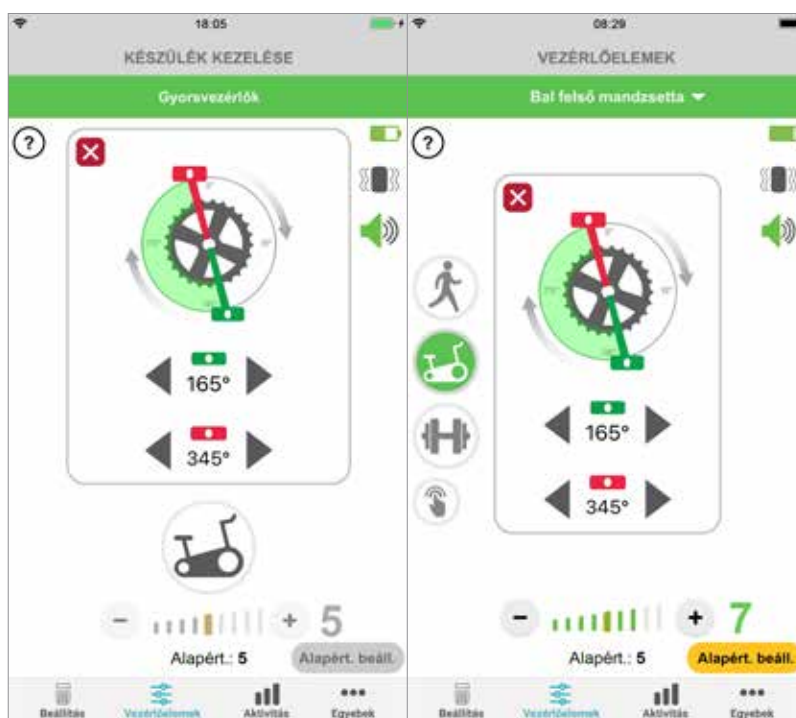 18:05
KÉSZÜLÉK KEZELÉSE
Gyorsvezérlők
?
165°
345°
5
Alapért.: 5
Alapért. beáll.
Beállítás
Vezérlőelemek
Aktivitás
Egyebek
08:29
VEZÉRLŐELEMEK
Bal felső mandzsetta
?
165°
345°
7
Alapért.: 5
Alapért. beáll.
Beállítás
Vezérlőelemek
Aktivitás
Egyebek